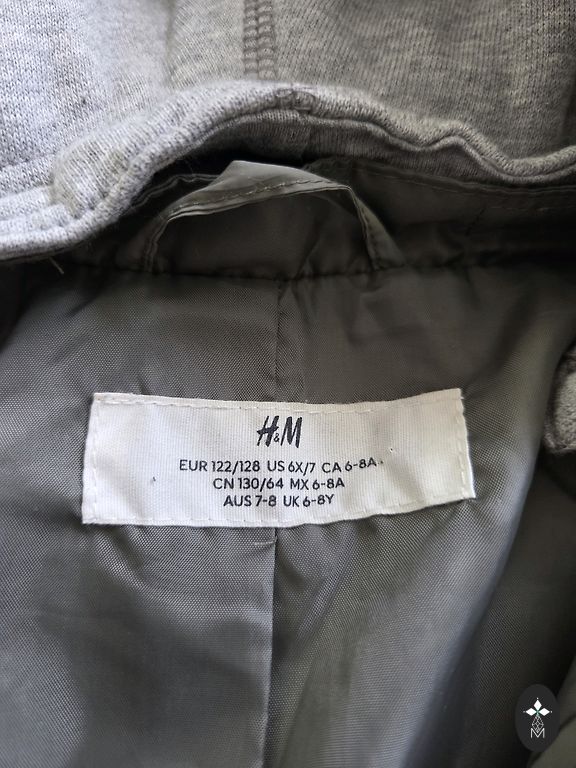 H&M
EUR 122/128 US 6X/7 CA 6-8A
CN 130/64 MX 6-8A
AUS 7-8 UK 6-8Y
M